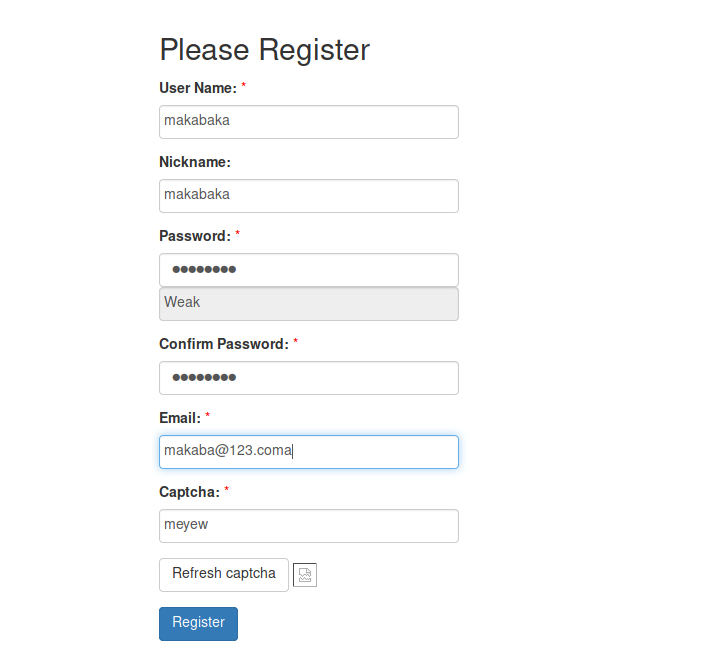 Please Register
User Name: *
makabaka
Nickname:
makabaka
Password: *
●●●●●●●●
Weak
Confirm Password: *
●●●●●●●●
Email: *
makaba@123.coma
Captcha: *
meyew
Refresh captcha
Register